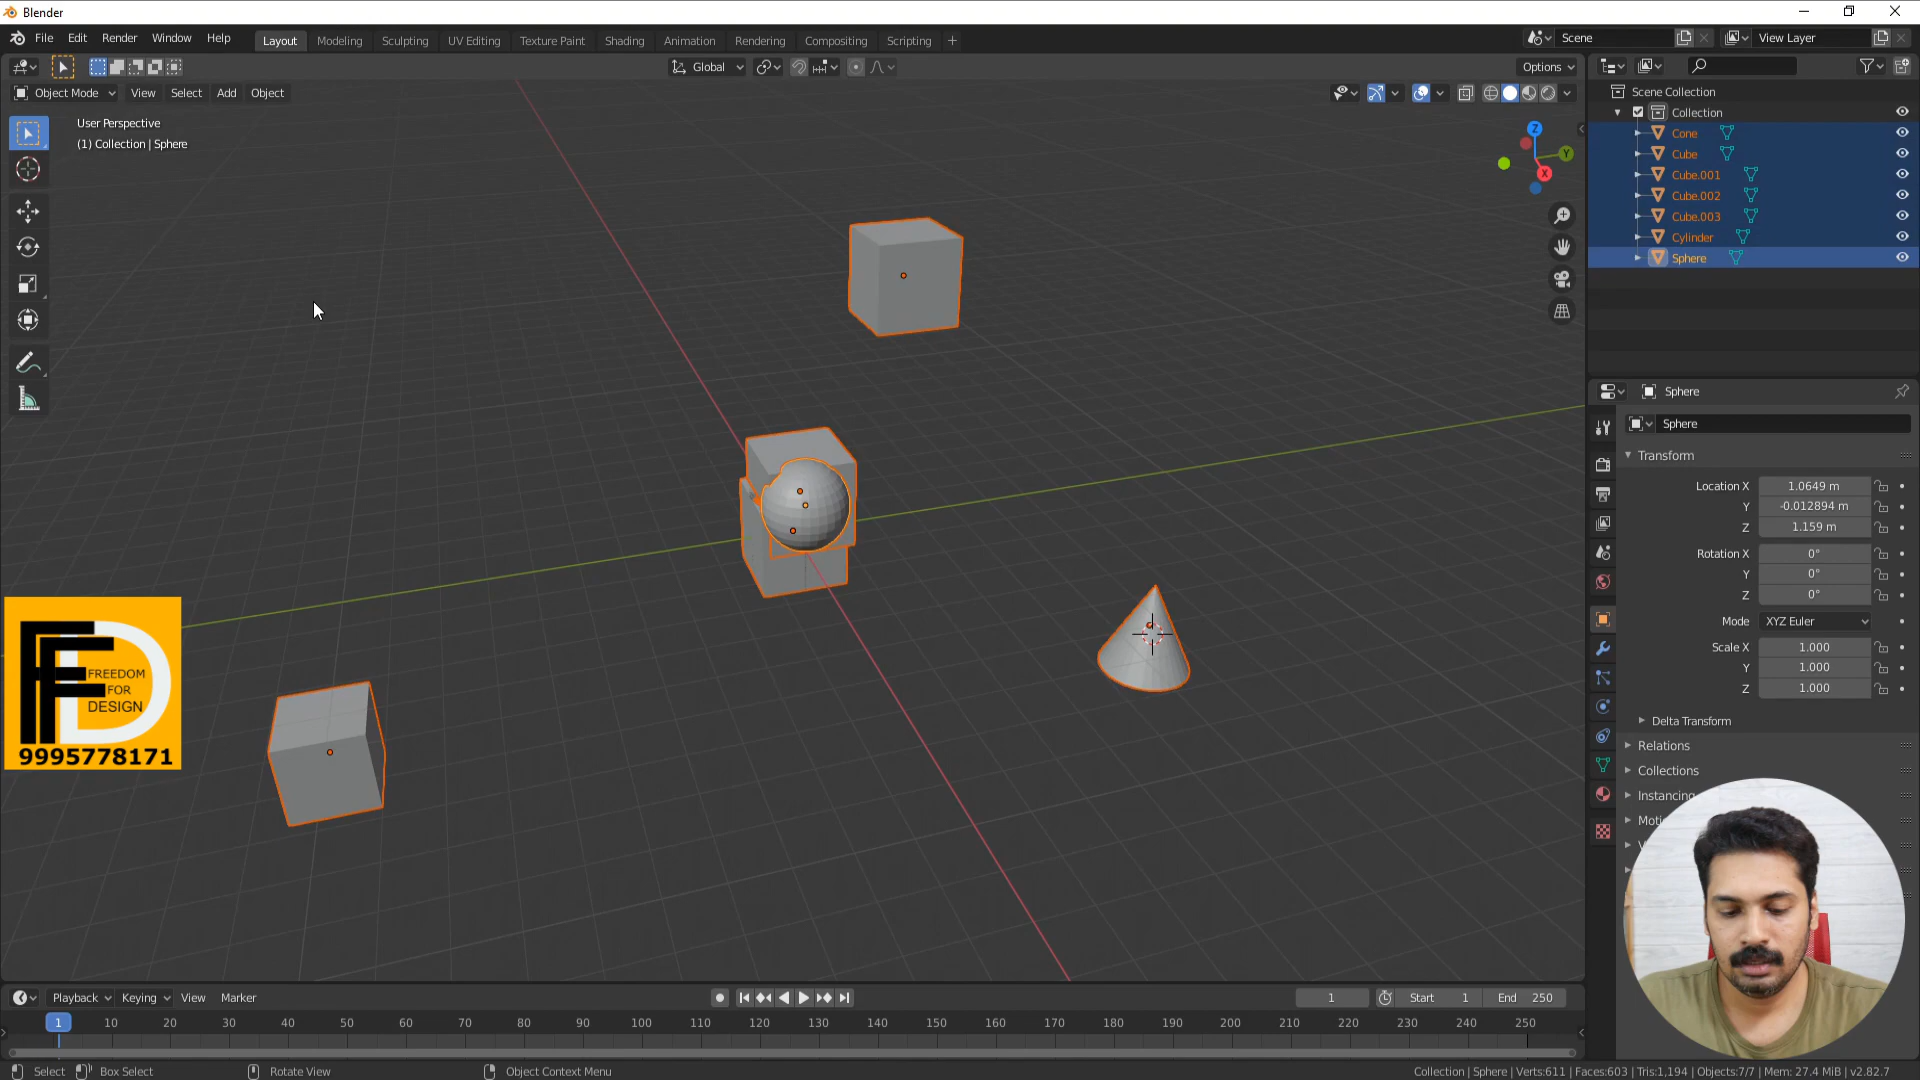 Blender
File Edit Render Window Help Layout Modeling Sculpting UV Editing Texture Paint Shading Animation Rendering Compositing Scripting + Scene View Layer
Global Options
Object Mode View Select Add Object
User Perspective
(1) Collection | Sphere
Z
Y
X
Scene Collection
Collection
Cone
Cube
Cube.001
Cube.002
Cube.003
Cylinder
Sphere
Sphere
Sphere
Transform
Location X 1.0649 m
Y -0.012894 m
Z 1.159 m
Rotation X 0°
Y 0°
Z 0°
Mode XYZ Euler
Scale X 1.000
Y 1.000
Z 1.000
Delta Transform
Relations
Collections
Instancing
FREEDOM
FOR
DESIGN
9995778171
Playback Keying View Marker 1 Start 1 End 250
1 10 20 30 40 50 60 70 80 90 100 110 120 130 140 150 160 170 180 190 200 210 220 230 240 250
Select Box Select Rotate View Object Context Menu Collection | Sphere | Verts:611 | Faces:603 | Tris:1,194 | Objects:7/7 | Mem: 27.4 MiB | v2.82.7